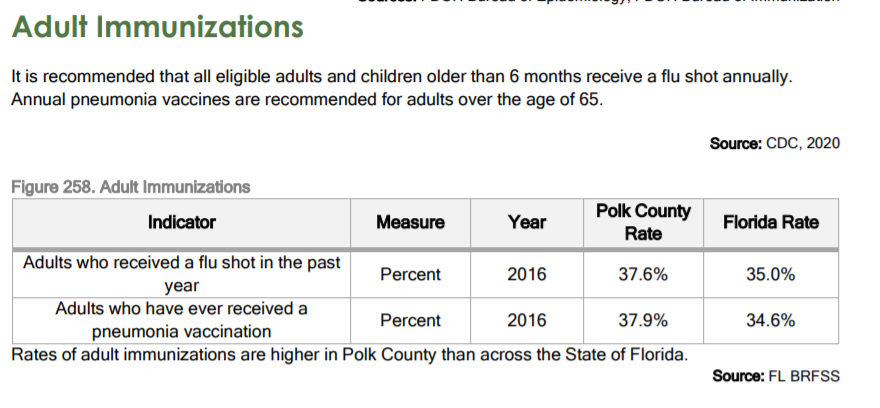 Adult Immunizations
It is recommended that all eligible adults and children older than 6 months receive a flu shot annually.
Annual pneumonia vaccines are recommended for adults over the age of 65.
Source: CDC, 2020
Figure 258. Adult Immunizations
Indicator Measure Year Polk County Rate Florida Rate
Adults who received a flu shot in the past year Percent 2016 37.6% 35.0%
Adults who have ever received a pneumonia vaccination Percent 2016 37.9% 34.6%
Rates of adult immunizations are higher in Polk County than across the State of Florida.
Source: FL BRFSS